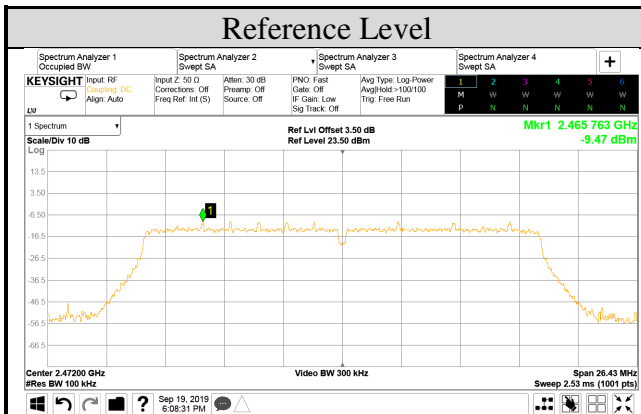 Reference Level
Spectrum Analyzer 1
Occupied BW
Spectrum Analyzer 2
Swept SA
Spectrum Analyzer 3
Swept SA
Spectrum Analyzer 4
Swept SA
+
KEYSIGHT
Input: RF
Coupling: DC
Align: Auto
Input Z: 50 Ω
Corrections: Off
Freq Ref: Int (S)
Atten: 30 dB
Preamp: Off
Source: Off
PNO: Fast
Gate: Off
IF Gain: Low
Sig Track: Off
Avg Type: Log-Power
Avg|Hold:>100/100
Trig: Free Run
1 2 3 4 5 6
M W W W W W
P N N N N N
LXI
1 Spectrum
Scale/Div 10 dB
Log
Ref Lvl Offset 3.50 dB
Ref Level 23.50 dBm
Mkr1 2.465 763 GHz
-9.47 dBm
1
13.5
3.50
-6.50
-16.5
-26.5
-36.5
-46.5
-56.5
-66.5
Center 2.47200 GHz
#Res BW 100 kHz
Video BW 300 kHz
Span 26.43 MHz
Sweep 2.53 ms (1001 pts)
?
Sep 19, 2019
6:08:31 PM